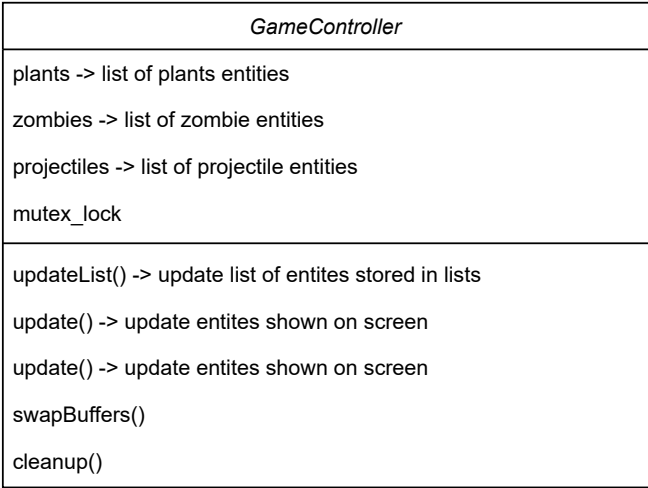 GameController
plants -> list of plants entities
zombies -> list of zombie entities
projectiles -> list of projectile entities
mutex_lock
updateList() -> update list of entites stored in lists
update() -> update entites shown on screen
update() -> update entites shown on screen
swapBuffers()
cleanup()